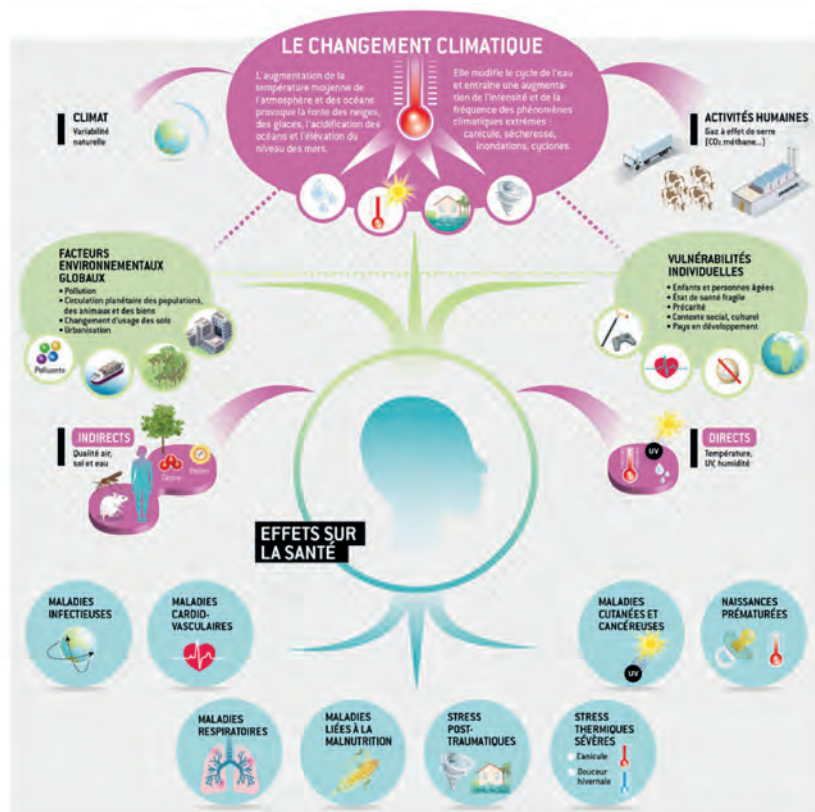 LE CHANGEMENT CLIMATIQUE
L'augmentation de la
température moyenne de
l'atmosphère et des océans
provoque la fonte des neiges,
des glaces, l'acidification des
océans et l'élévation du
niveau des mers.
Elle modifie le cycle de l'eau
et entraîne une augmenta-
tion de l'intensité et de la
fréquence des phénomènes
climatiques extrêmes :
canicule, sécheresse,
inondations, cyclones.
CLIMAT
Variabilité
naturelle
ACTIVITÉS HUMAINES
Gaz à effet de serre
(CO₂, méthane...)
FACTEURS
ENVIRONNEMENTAUX
GLOBAUX
• Pollution
• Circulation planétaire des populations,
des animaux et des biens
• Changement d'usage des sols
• Urbanisation
Polluants
VULNÉRABILITÉS
INDIVIDUELLES
• Enfants et personnes âgées
• État de santé fragile
• Précarité
• Contexte social, culturel
• Pays en développement
INDIRECTS
Qualité air,
sol et eau
Ozone
Pollen
DIRECTS
Température,
UV, humidité
UV
EFFETS SUR
LA SANTÉ
MALADIES
INFECTIEUSES
MALADIES
CARDIO-
VASCULAIRES
MALADIES
CUTANÉES ET
CANCÉREUSES
UV
NAISSANCES
PRÉMATURÉES
MALADIES
RESPIRATOIRES
MALADIES
LIÉES À LA
MALNUTRITION
STRESS
POST-
TRAUMATIQUES
STRESS
THERMIQUES
SÉVÈRES
Canicule
Douceur
hivernale